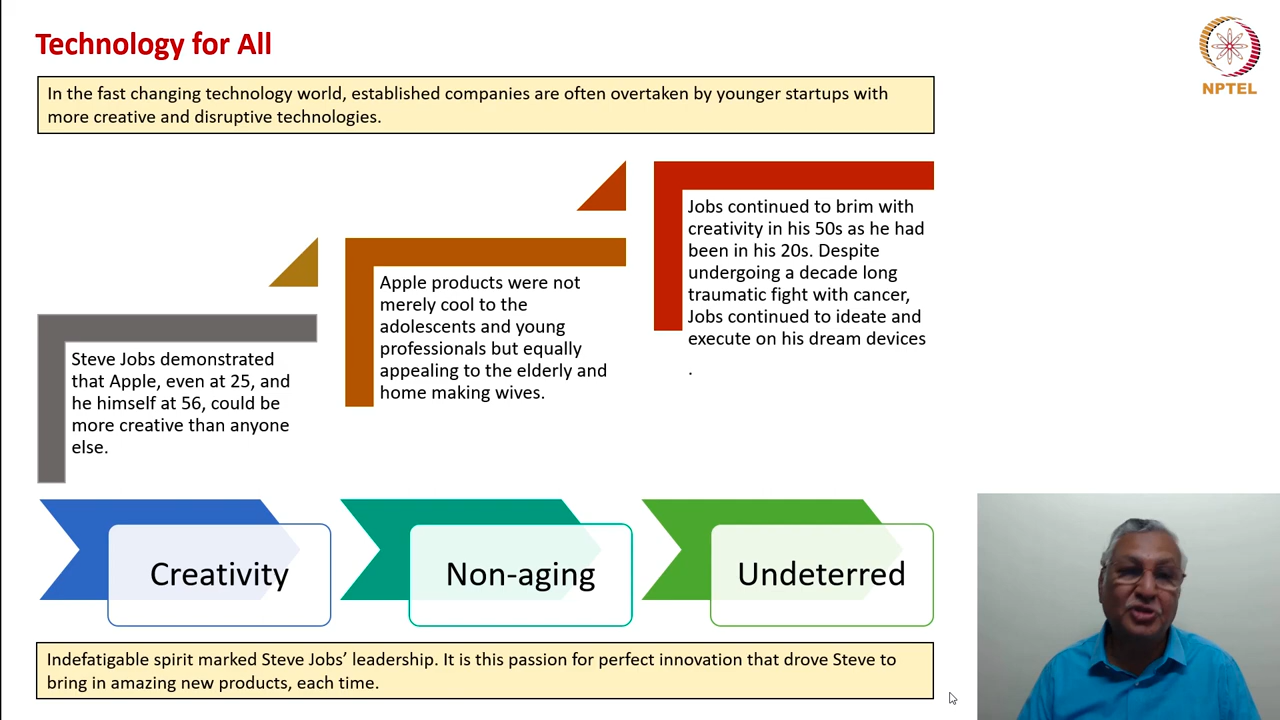 Technology for All
NPTEL
In the fast changing technology world, established companies are often overtaken by younger startups with
more creative and disruptive technologies.
Steve Jobs demonstrated
that Apple, even at 25, and
he himself at 56, could be
more creative than anyone
else.
Apple products were not
merely cool to the
adolescents and young
professionals but equally
appealing to the elderly and
home making wives.
Jobs continued to brim with
creativity in his 50s as he had
been in his 20s. Despite
undergoing a decade long
traumatic fight with cancer,
Jobs continued to ideate and
execute on his dream devices
.
Creativity
Non-aging
Undeterred
Indefatigable spirit marked Steve Jobs’ leadership. It is this passion for perfect innovation that drove Steve to
bring in amazing new products, each time.